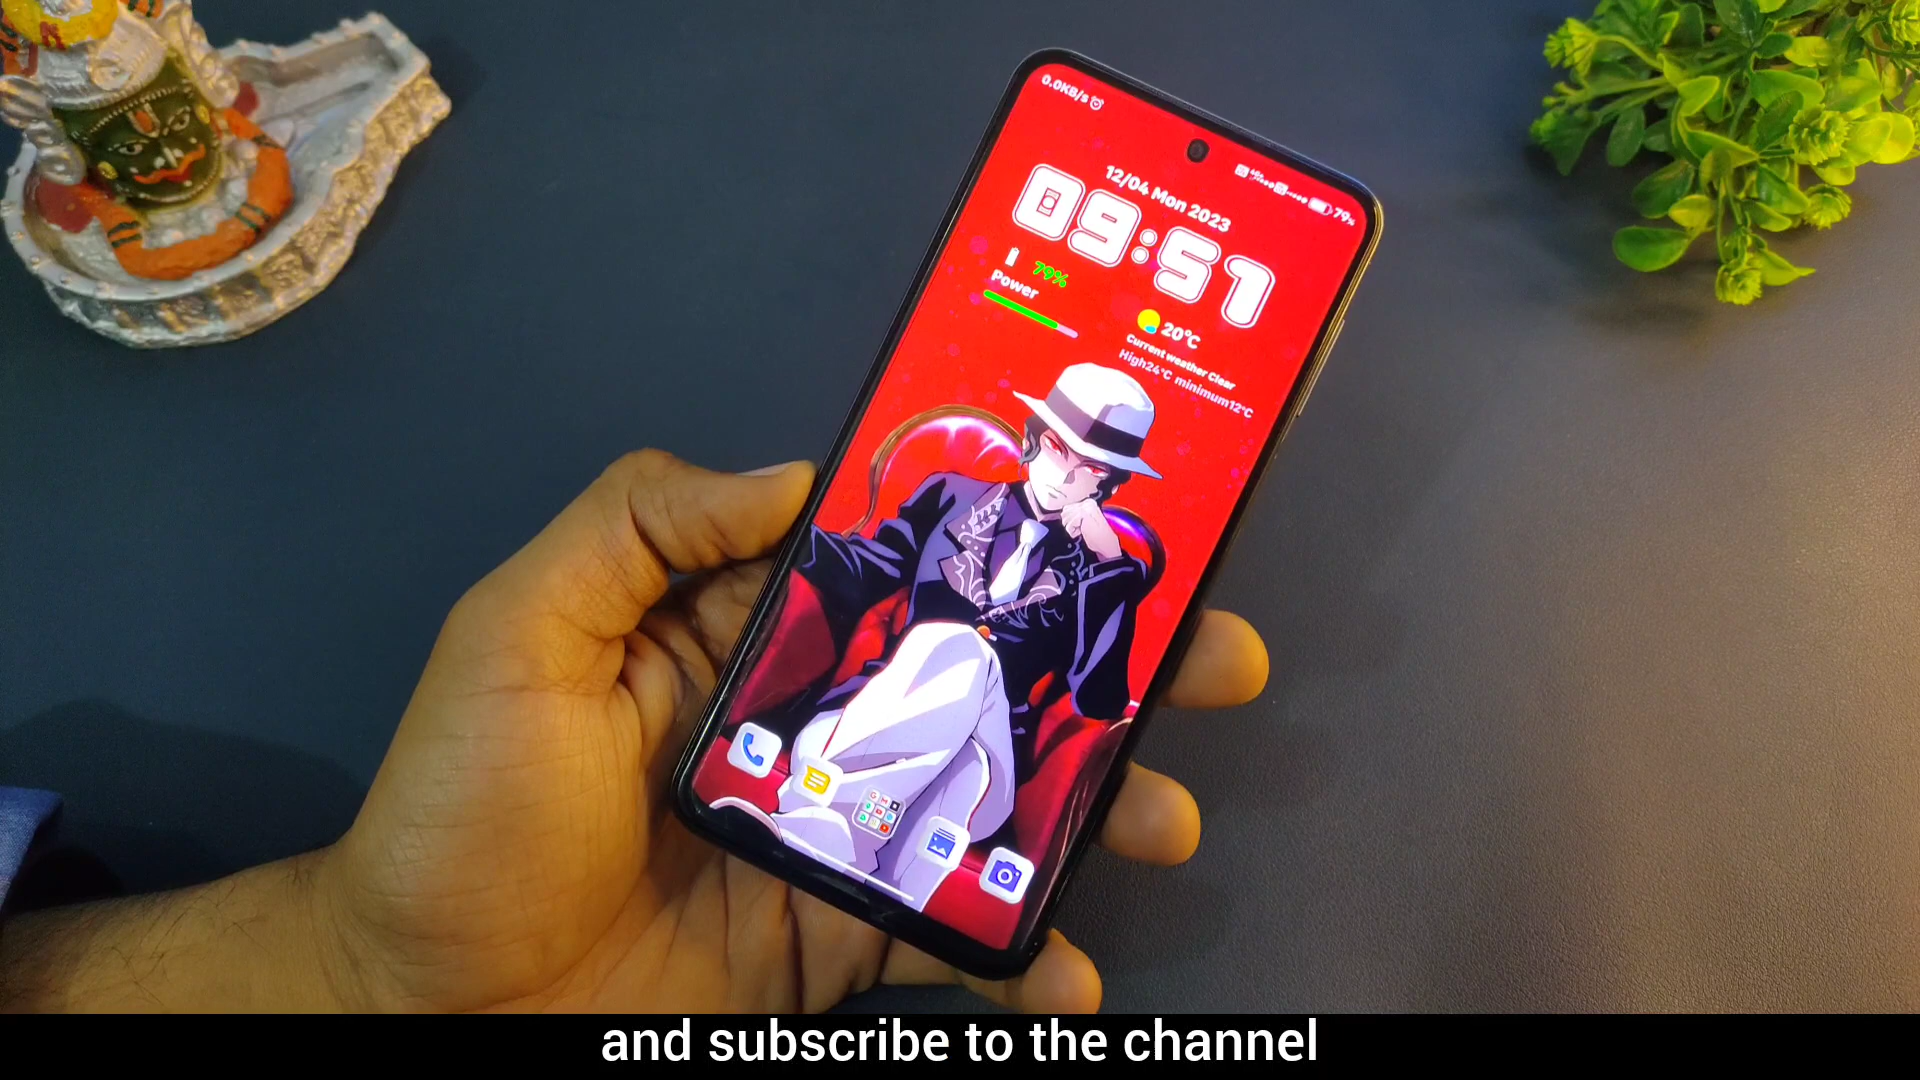 0.0KB/s
79%
12/04 Mon 2023
09:51
79%
Power
20°C
Current weather Clear
High24°C minimum12°C
and subscribe to the channel